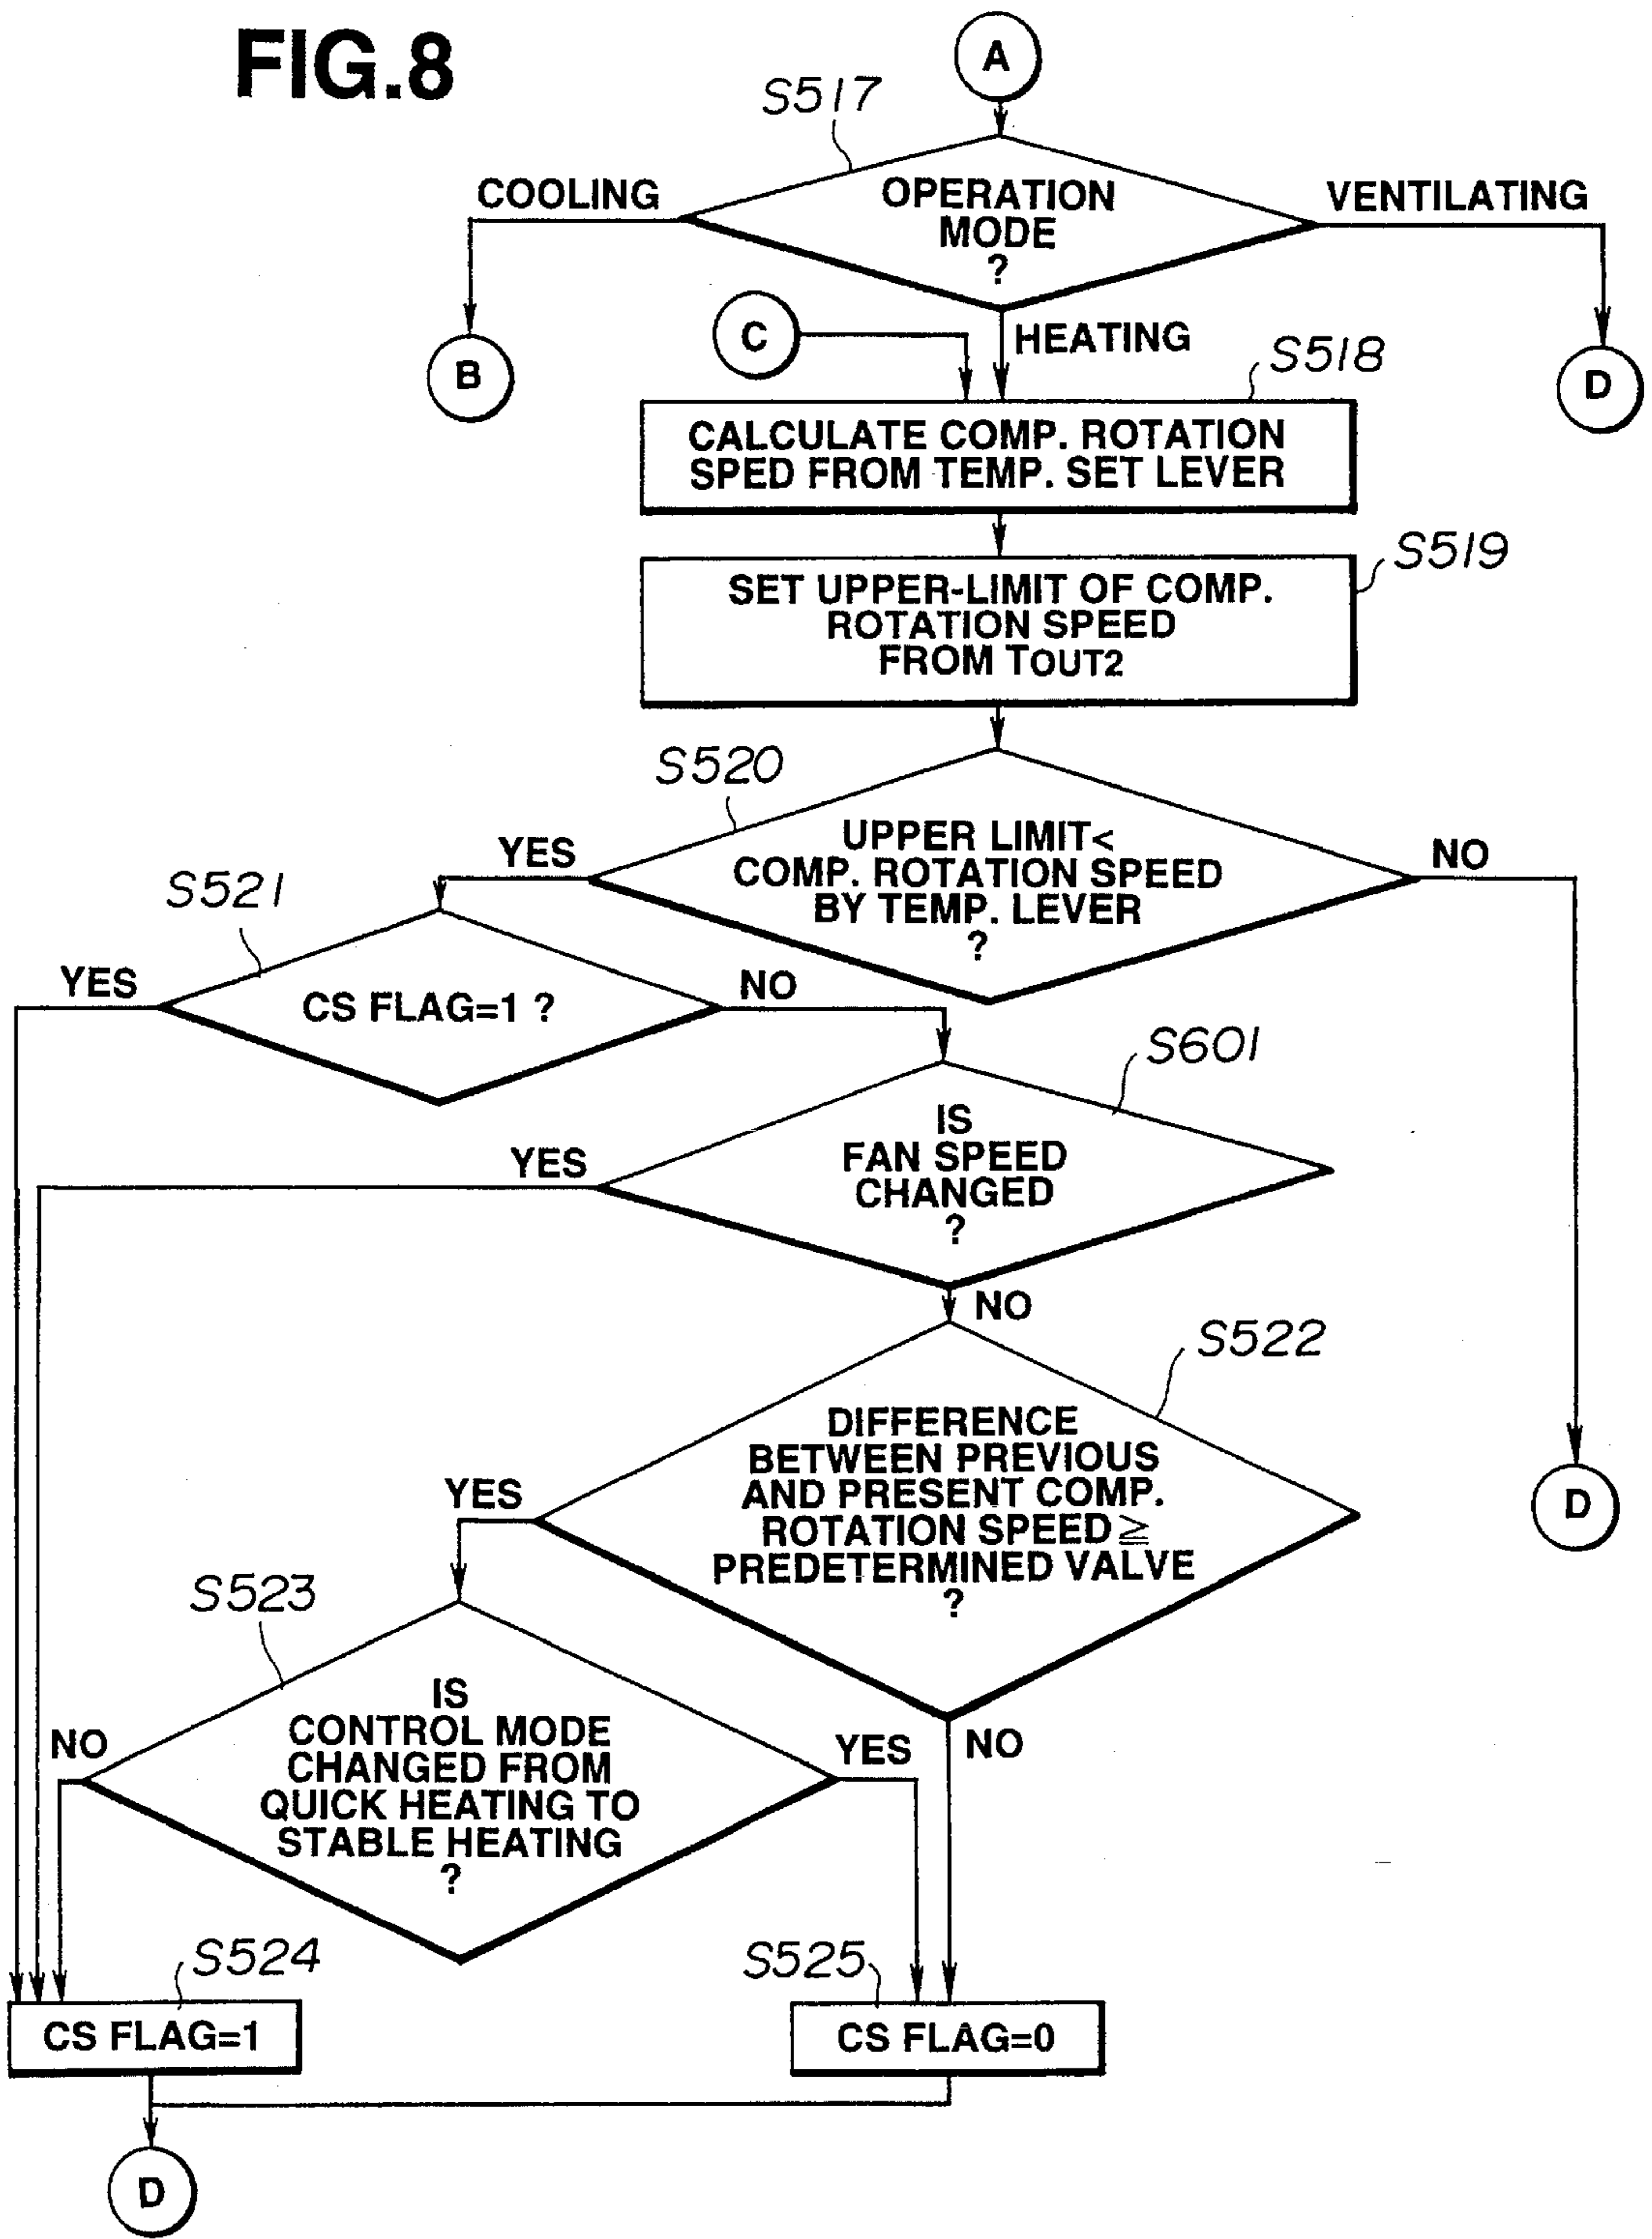 FIG.8
A
S517
COOLING
OPERATION
MODE
?
VENTILATING
B
C
HEATING
D
S518
CALCULATE COMP. ROTATION
SPED FROM TEMP. SET LEVER
S519
SET UPPER-LIMIT OF COMP.
ROTATION SPEED
FROM TOUT2
S520
YES
UPPER LIMIT<
COMP. ROTATION SPEED
BY TEMP. LEVER
?
NO
S521
YES
CS FLAG=1 ?
NO
S601
YES
IS
FAN SPEED
CHANGED
?
NO
S522
YES
DIFFERENCE
BETWEEN PREVIOUS
AND PRESENT COMP.
ROTATION SPEED≧
PREDETERMINED VALVE
?
D
S523
NO
IS
CONTROL MODE
CHANGED FROM
QUICK HEATING TO
STABLE HEATING
?
YES
NO
S524
CS FLAG=1
S525
CS FLAG=0
D